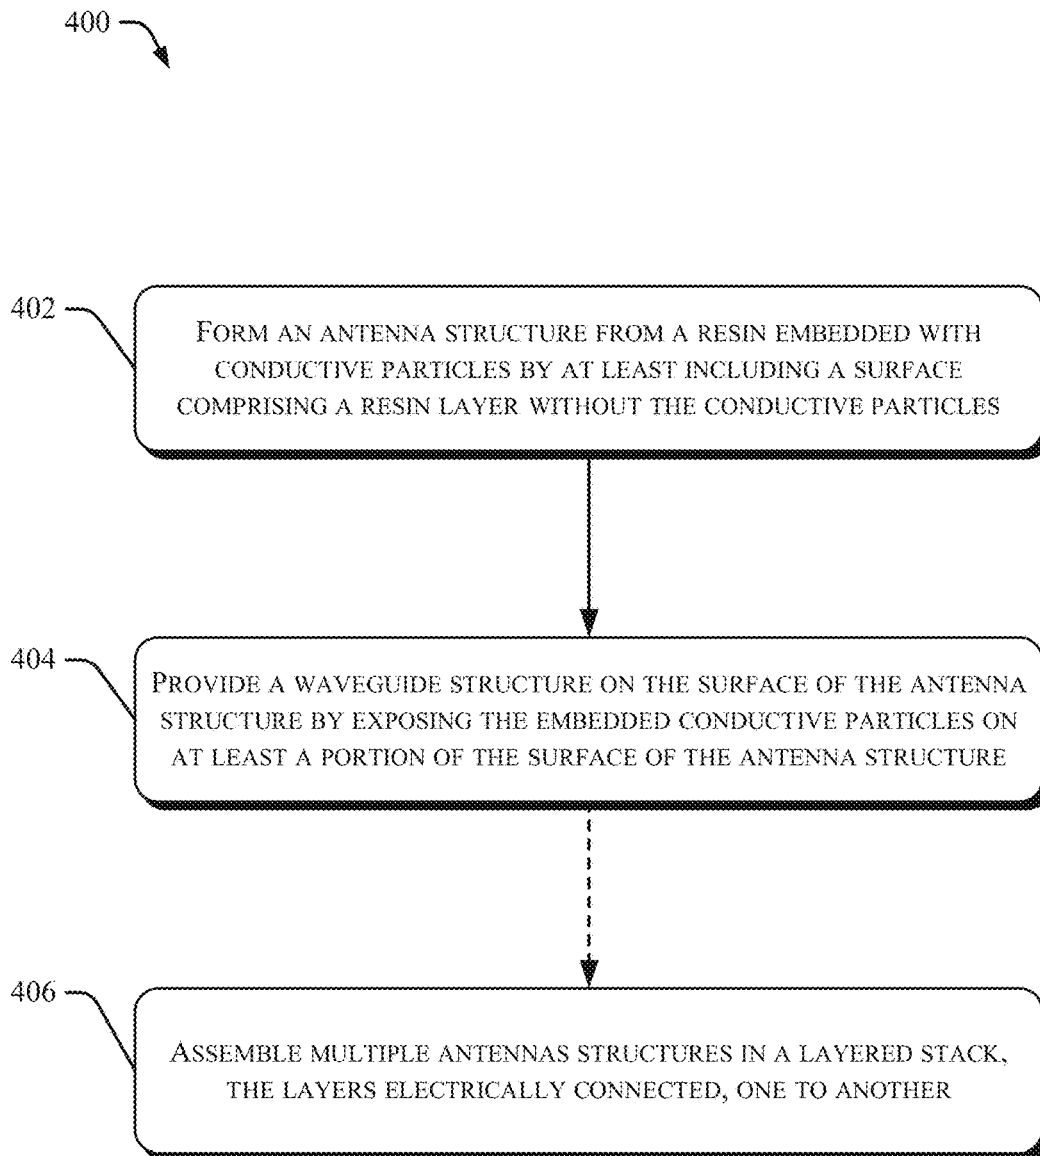 400
402
FORM AN ANTENNA STRUCTURE FROM A RESIN EMBEDDED WITH
CONDUCTIVE PARTICLES BY AT LEAST INCLUDING A SURFACE
COMPRISING A RESIN LAYER WITHOUT THE CONDUCTIVE PARTICLES
404
PROVIDE A WAVEGUIDE STRUCTURE ON THE SURFACE OF THE ANTENNA
STRUCTURE BY EXPOSING THE EMBEDDED CONDUCTIVE PARTICLES ON
AT LEAST A PORTION OF THE SURFACE OF THE ANTENNA STRUCTURE
406
ASSEMBLE MULTIPLE ANTENNAS STRUCTURES IN A LAYERED STACK,
THE LAYERS ELECTRICALLY CONNECTED, ONE TO ANOTHER